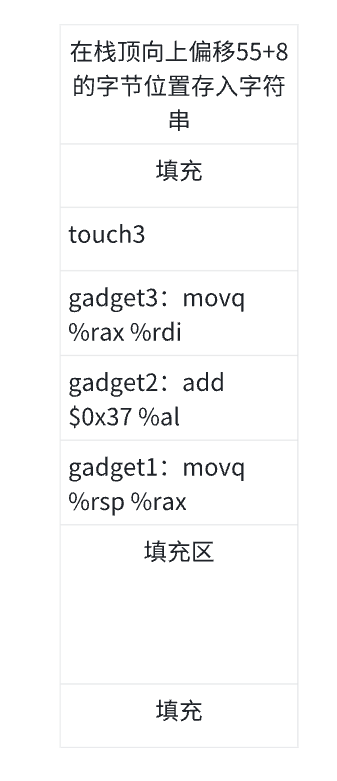 在栈顶向上偏移55+8
的字节位置存入字符
串
填充
touch3
gadget3：movq
%rax %rdi
gadget2：add
$0x37 %al
gadget1：movq
%rsp %rax
填充区
填充